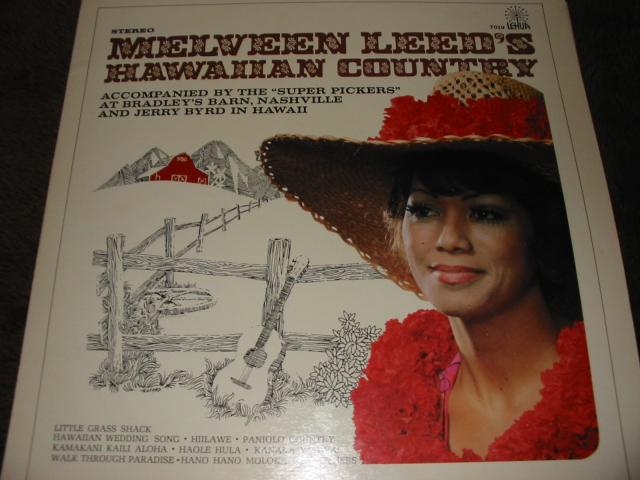 STEREO
7019
LEHUA
MELVEEN LEED'S
HAWAIIAN COUNTRY
ACCOMPANIED BY THE "SUPER PICKERS"
AT BRADLEY'S BARN, NASHVILLE
AND JERRY BYRD IN HAWAII
LITTLE GRASS SHACK
HAWAIIAN WEDDING SONG • HIILAWE • PANIOLO COUNTRY
KAMAKANI KAILI ALOHA • HAOLE HULA •
WALK THROUGH PARADISE • HANO HANO